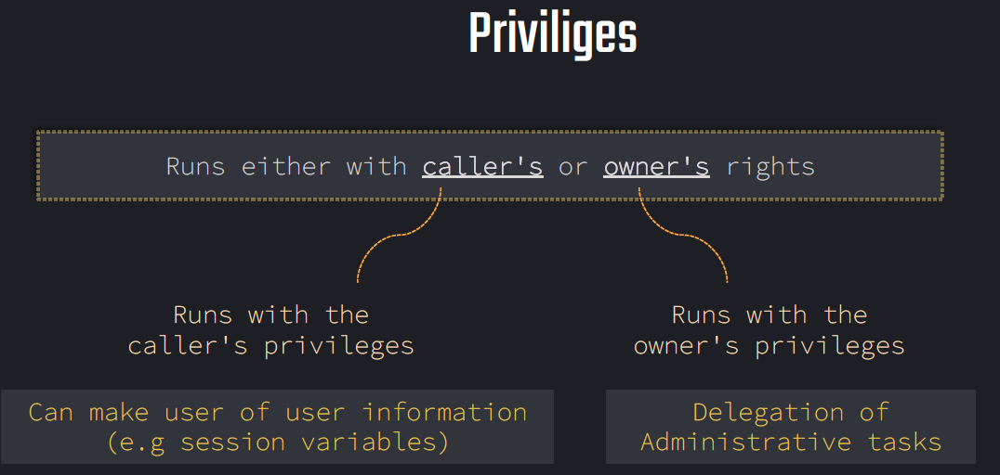 Priviliges
Runs either with caller's or owner's rights
Runs with the
caller's privileges
Runs with the
owner's privileges
Can make user of user information
(e.g session variables)
Delegation of
Administrative tasks